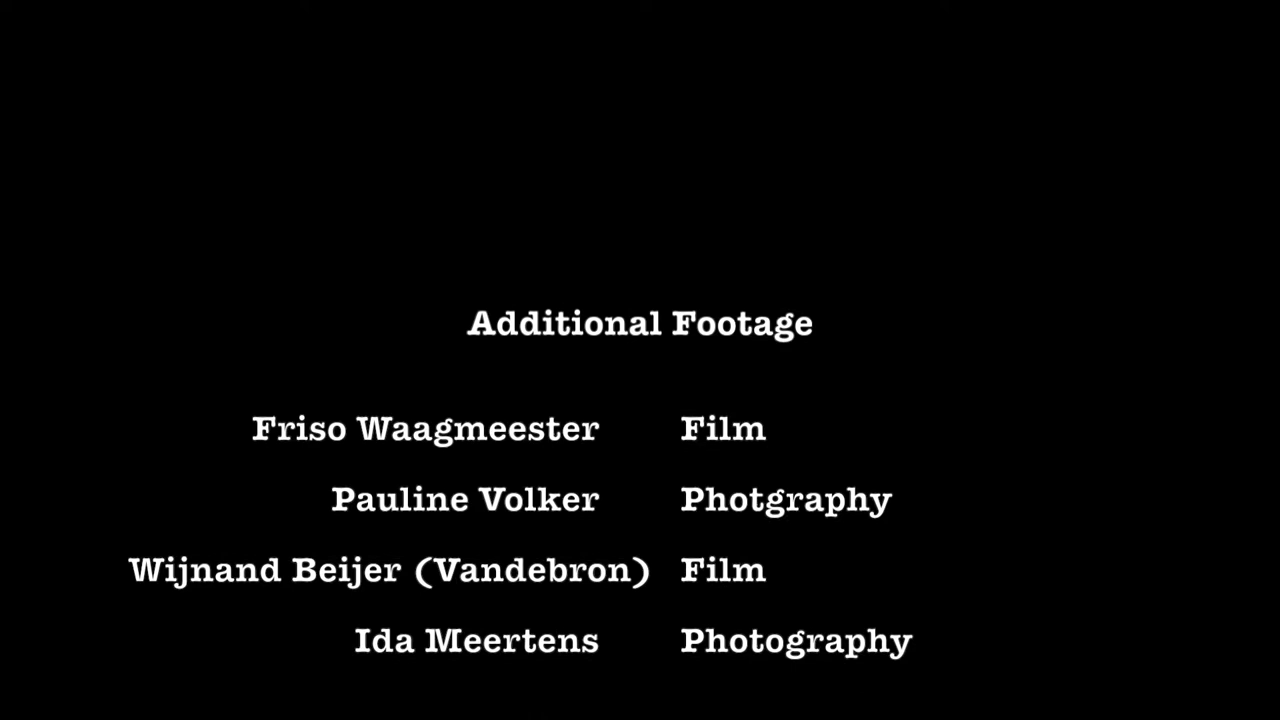 Additional Footage
Friso Waagmeester Film
Pauline Volker Photgraphy
Wijnand Beijer (Vandebron) Film
Ida Meertens Photography